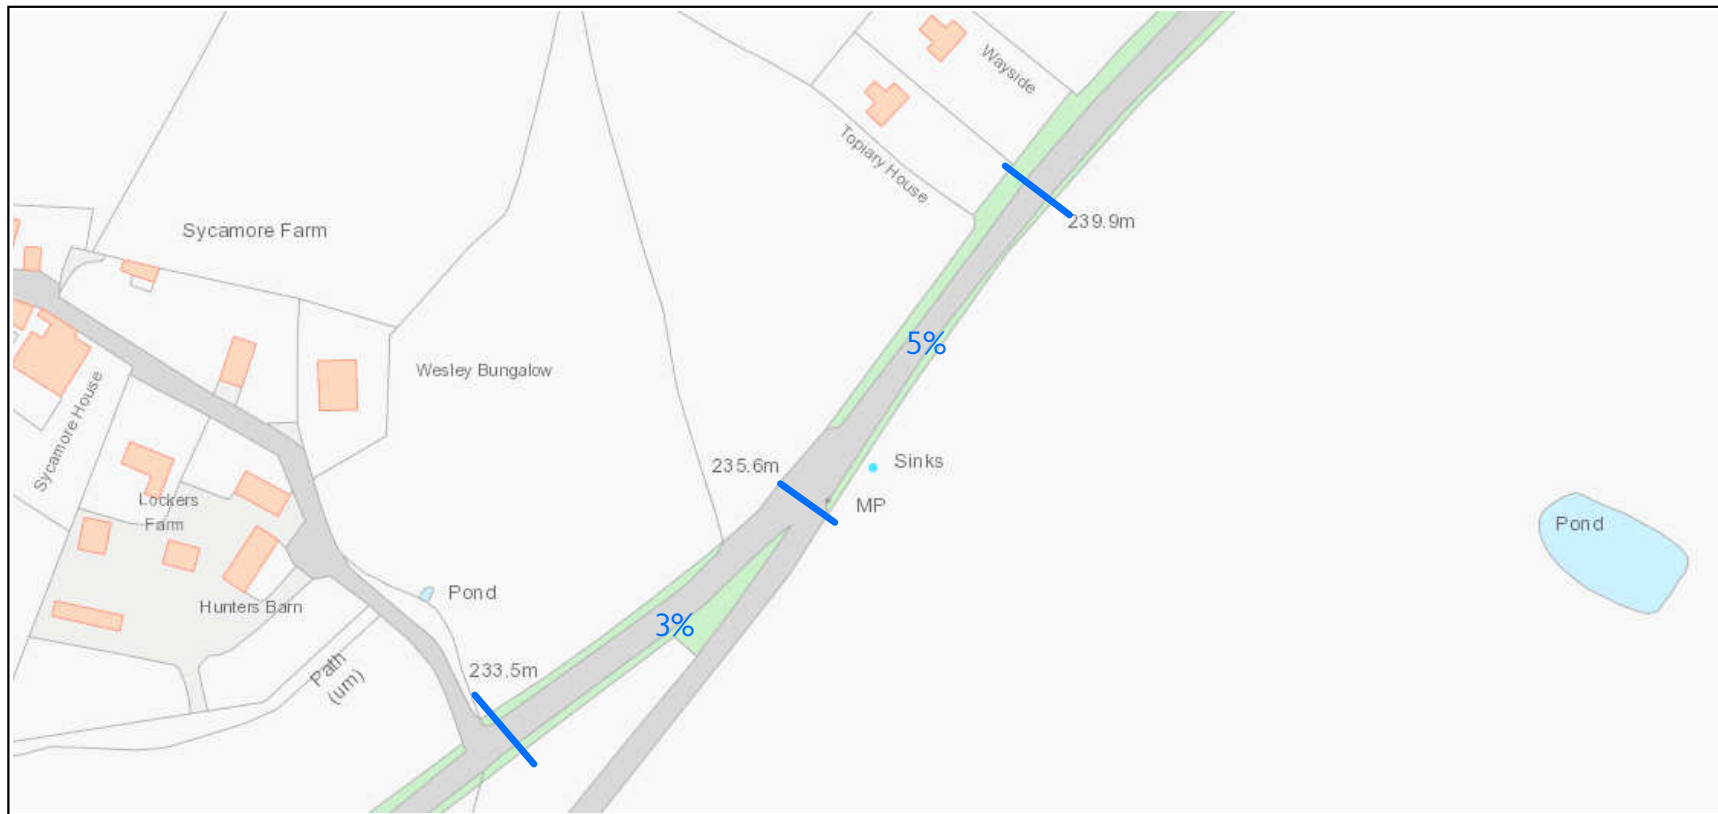 Wayside
Topiary House
239.9m
Sycamore Farm
5%
Wesley Bungalow
Sycamore House
235.6m
Sinks
MP
Lockers
Farm
Pond
Pond
Hunters Barn
3%
Path
(um)
233.5m